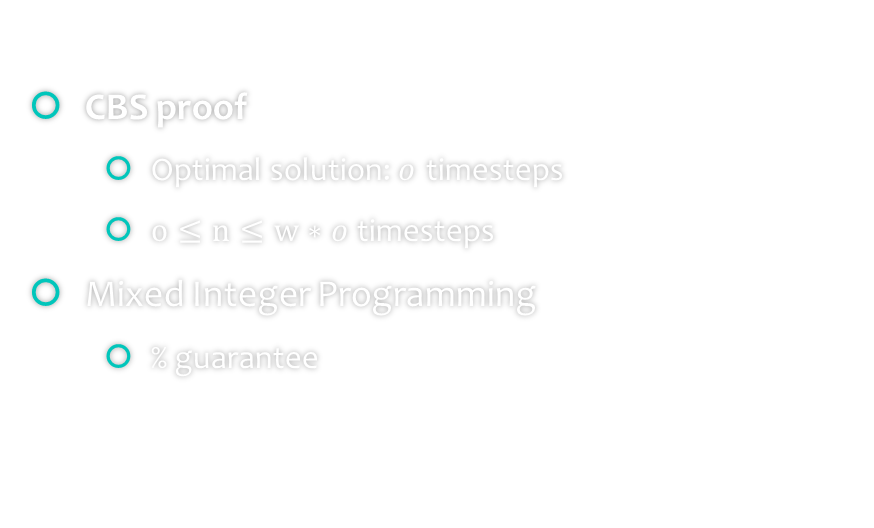 CBS proof
Optimal solution: 𝑜 timesteps
o ≤ n ≤ w * 𝑜 timesteps
Mixed Integer Programming
% guarantee